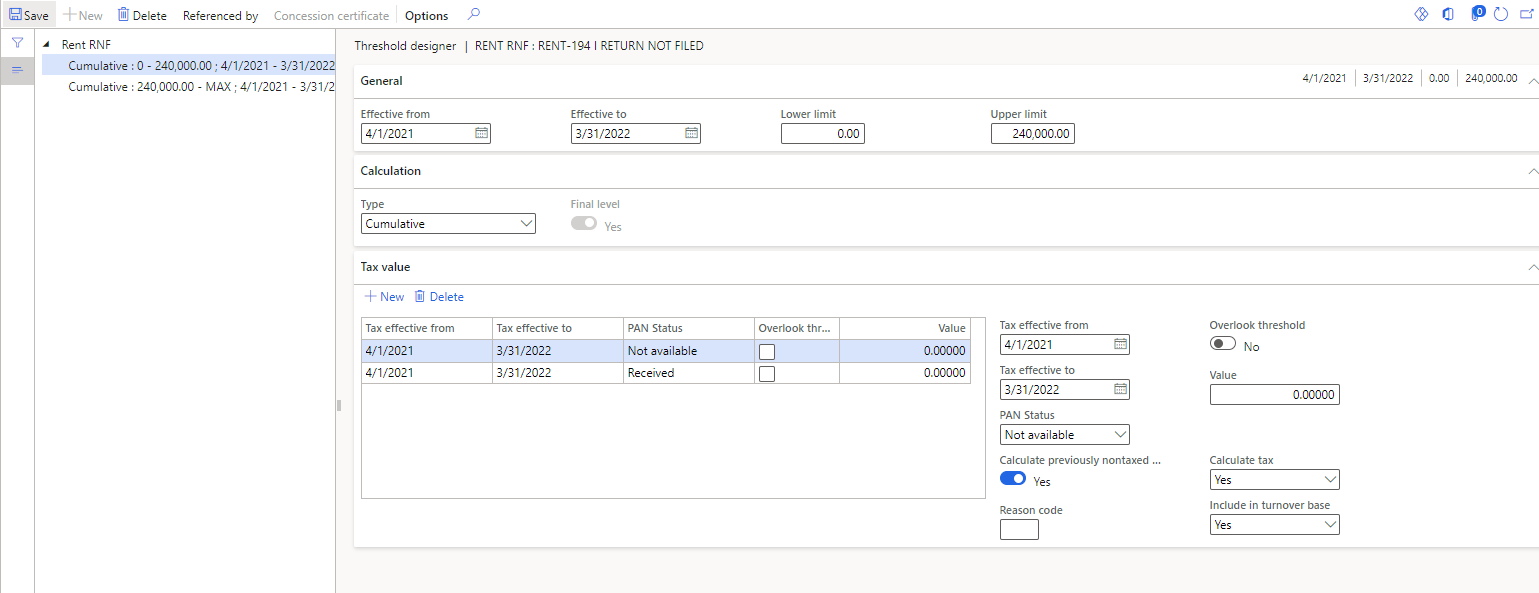 Save New Delete Referenced by Concession certificate Options 0
Rent RNF
Cumulative : 0 - 240,000.00 ; 4/1/2021 - 3/31/2022
Cumulative : 240,000.00 - MAX ; 4/1/2021 - 3/31/2
Threshold designer | RENT RNF : RENT-194 I RETURN NOT FILED
General 4/1/2021 3/31/2022 0.00 240,000.00
Effective from Effective to Lower limit Upper limit
4/1/2021 3/31/2022 0.00 240,000.00
Calculation
Type Final level
Cumulative Yes
Tax value
New Delete
Tax effective from Tax effective to PAN Status Overlook thr... Value
4/1/2021 3/31/2022 Not available 0.00000
4/1/2021 3/31/2022 Received 0.00000
Tax effective from Overlook threshold
4/1/2021 No
Tax effective to Value
3/31/2022 0.00000
PAN Status
Not available
Calculate previously nontaxed ... Calculate tax
Yes Yes
Reason code Include in turnover base
Yes